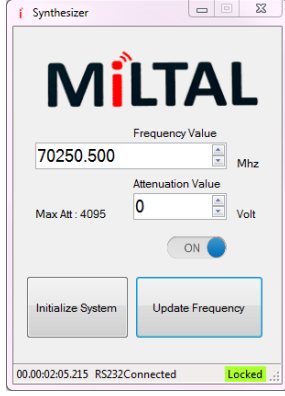 Synthesizer
MiLTAL
Frequency Value
70250.500
Mhz
Attenuation Value
Max Att : 4095
0
Volt
ON
Initialize System
Update Frequency
00.00:02:05.215 RS232Connected Locked